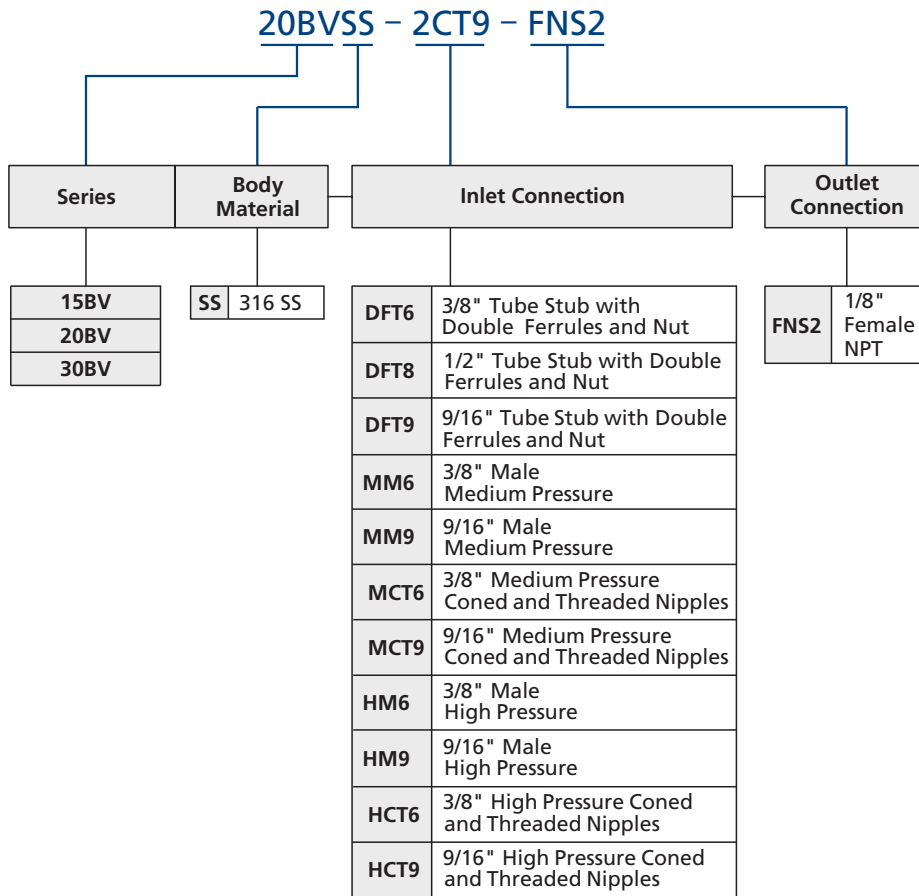 20BVSS – 2CT9 – FNS2
Series
Body
Material
Inlet Connection
Outlet
Connection
15BV
20BV
30BV
SS 316 SS
DFT6 3/8" Tube Stub with
Double Ferrules and Nut
DFT8 1/2" Tube Stub with Double
Ferrules and Nut
DFT9 9/16" Tube Stub with Double
Ferrules and Nut
MM6 3/8" Male
Medium Pressure
MM9 9/16" Male
Medium Pressure
MCT6 3/8" Medium Pressure
Coned and Threaded Nipples
MCT9 9/16" Medium Pressure
Coned and Threaded Nipples
HM6 3/8" Male
High Pressure
HM9 9/16" Male
High Pressure
HCT6 3/8" High Pressure Coned
and Threaded Nipples
HCT9 9/16" High Pressure Coned
and Threaded Nipples
FNS2 1/8"
Female
NPT